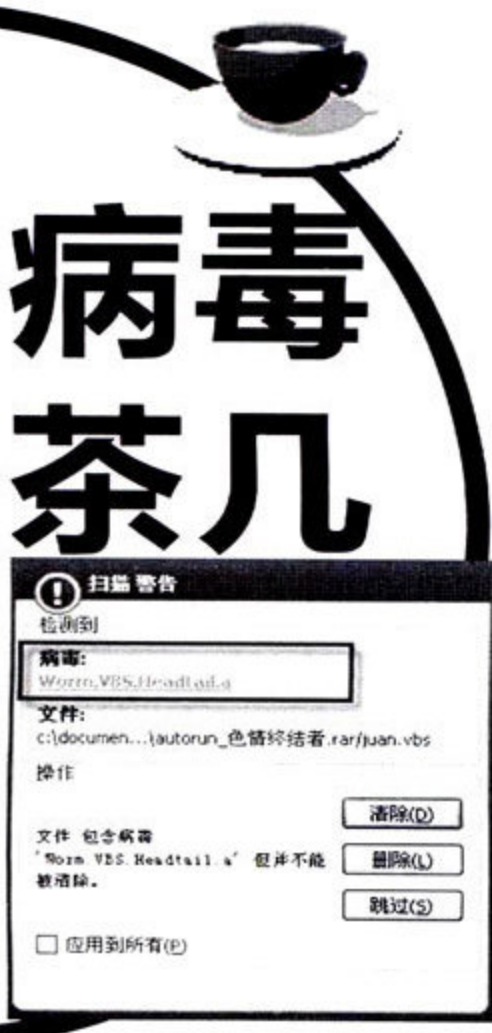 病毒
茶几
扫描 警告
检测到
病毒:
Worm.VBS.Headtail.a
文件:
c:\documen...\autorun_色情终结者.rar/juan.vbs
操作
清除(D)
文件 包含病毒
'Worm.VBS.Headtail.a' 但并不能
被清除。
删除(L)
跳过(S)
应用到所有(P)